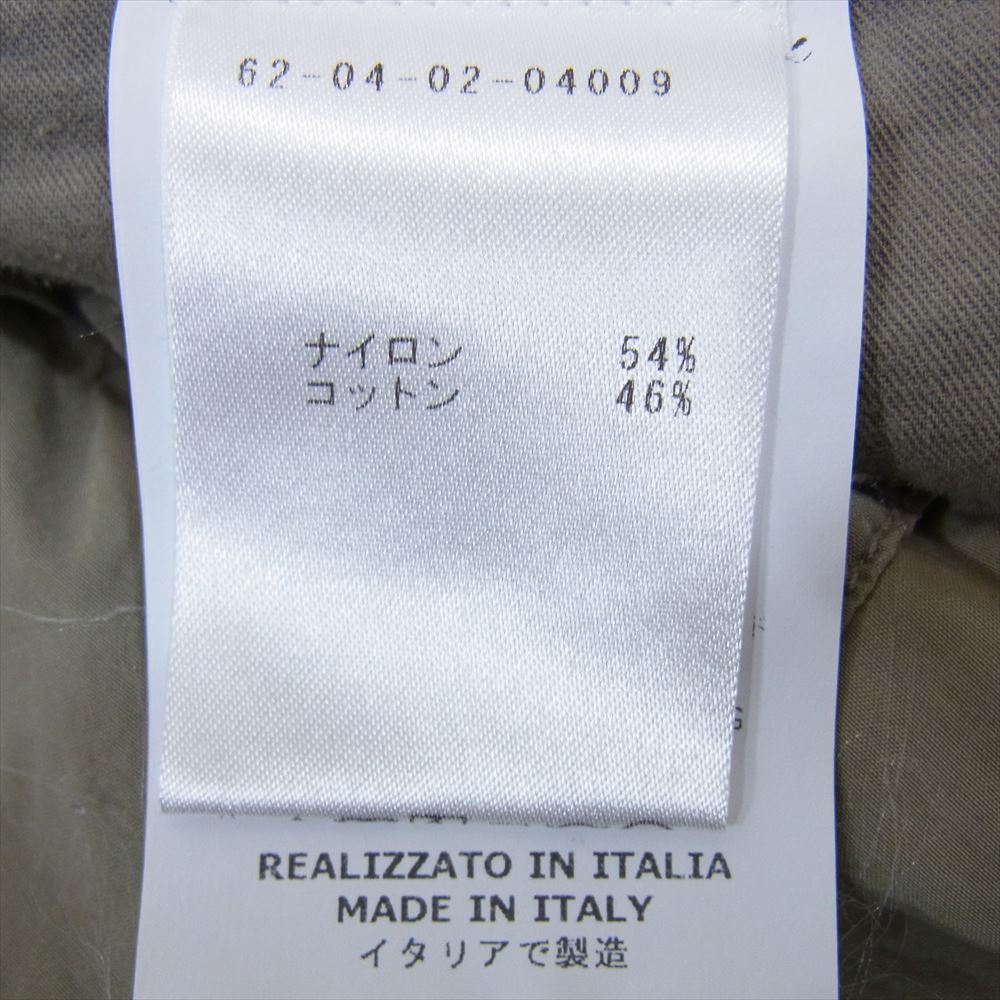 62-04-02-04009
ナイロン 54%
コットン 46%
REALIZZATO IN ITALIA
MADE IN ITALY
イタリアで製造